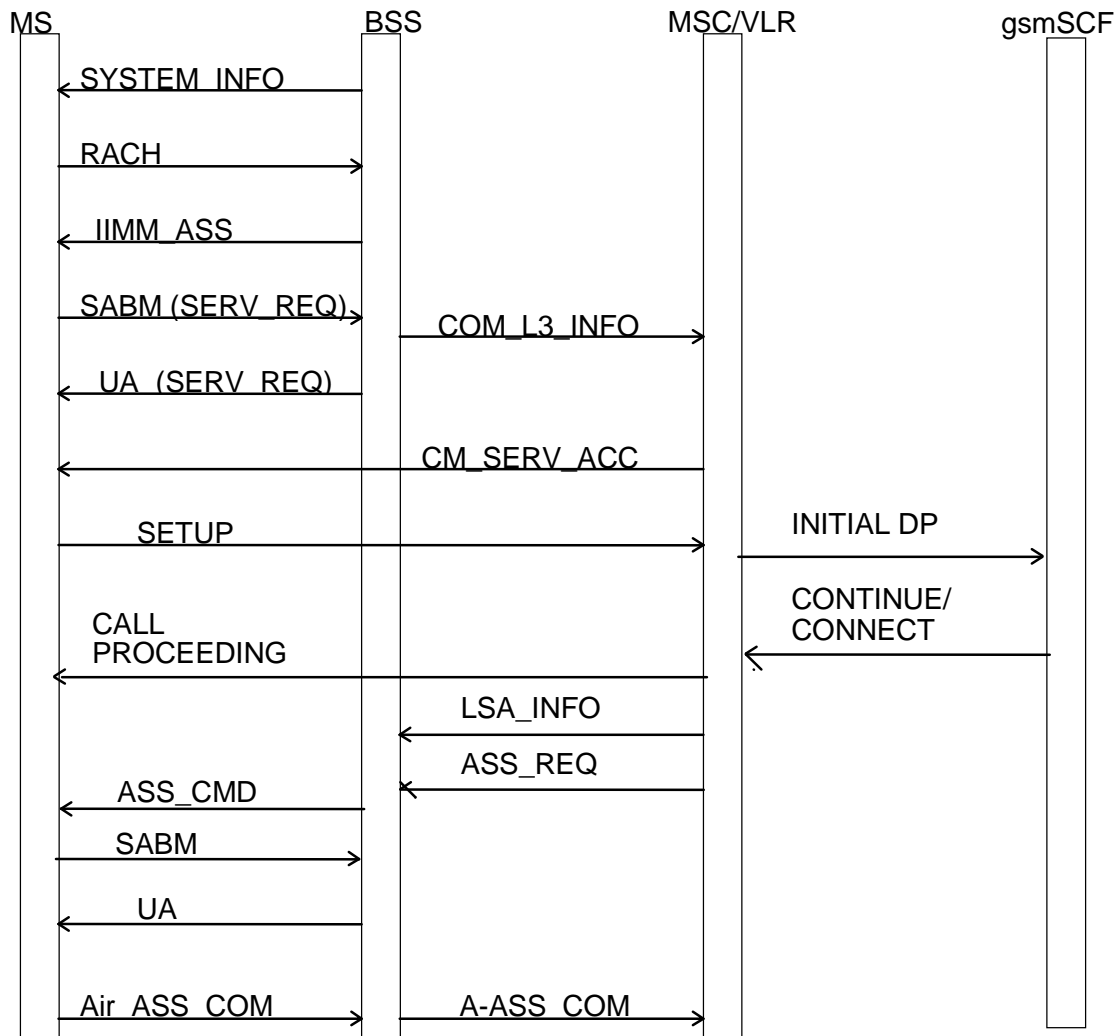 MS
BSS
MSC/VLR
gsmSCF
SYSTEM_INFO
RACH
IIMM_ASS
SABM (SERV_REQ)
COM_L3_INFO
UA_(SERV_REQ)
CM_SERV_ACC
SETUP
INITIAL DP
CONTINUE/
CONNECT
CALL
PROCEEDING
LSA_INFO
ASS_REQ
ASS_CMD
SABM
UA
Air_ASS_COM
A-ASS_COM